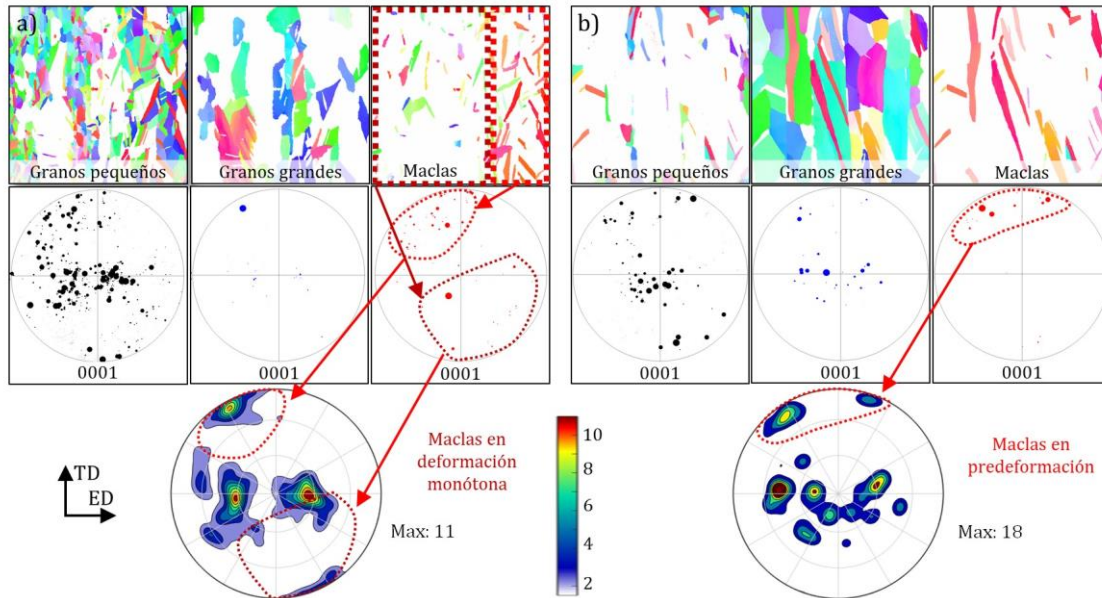 a)
Granos pequeños
Granos grandes
Maclas
0001
0001
0001
b)
Granos pequeños
Granos grandes
Maclas
0001
0001
0001
TD
ED
Maclas en
deformación
monótona
Max: 11
10
8
6
4
2
Maclas en
predeformación
Max: 18